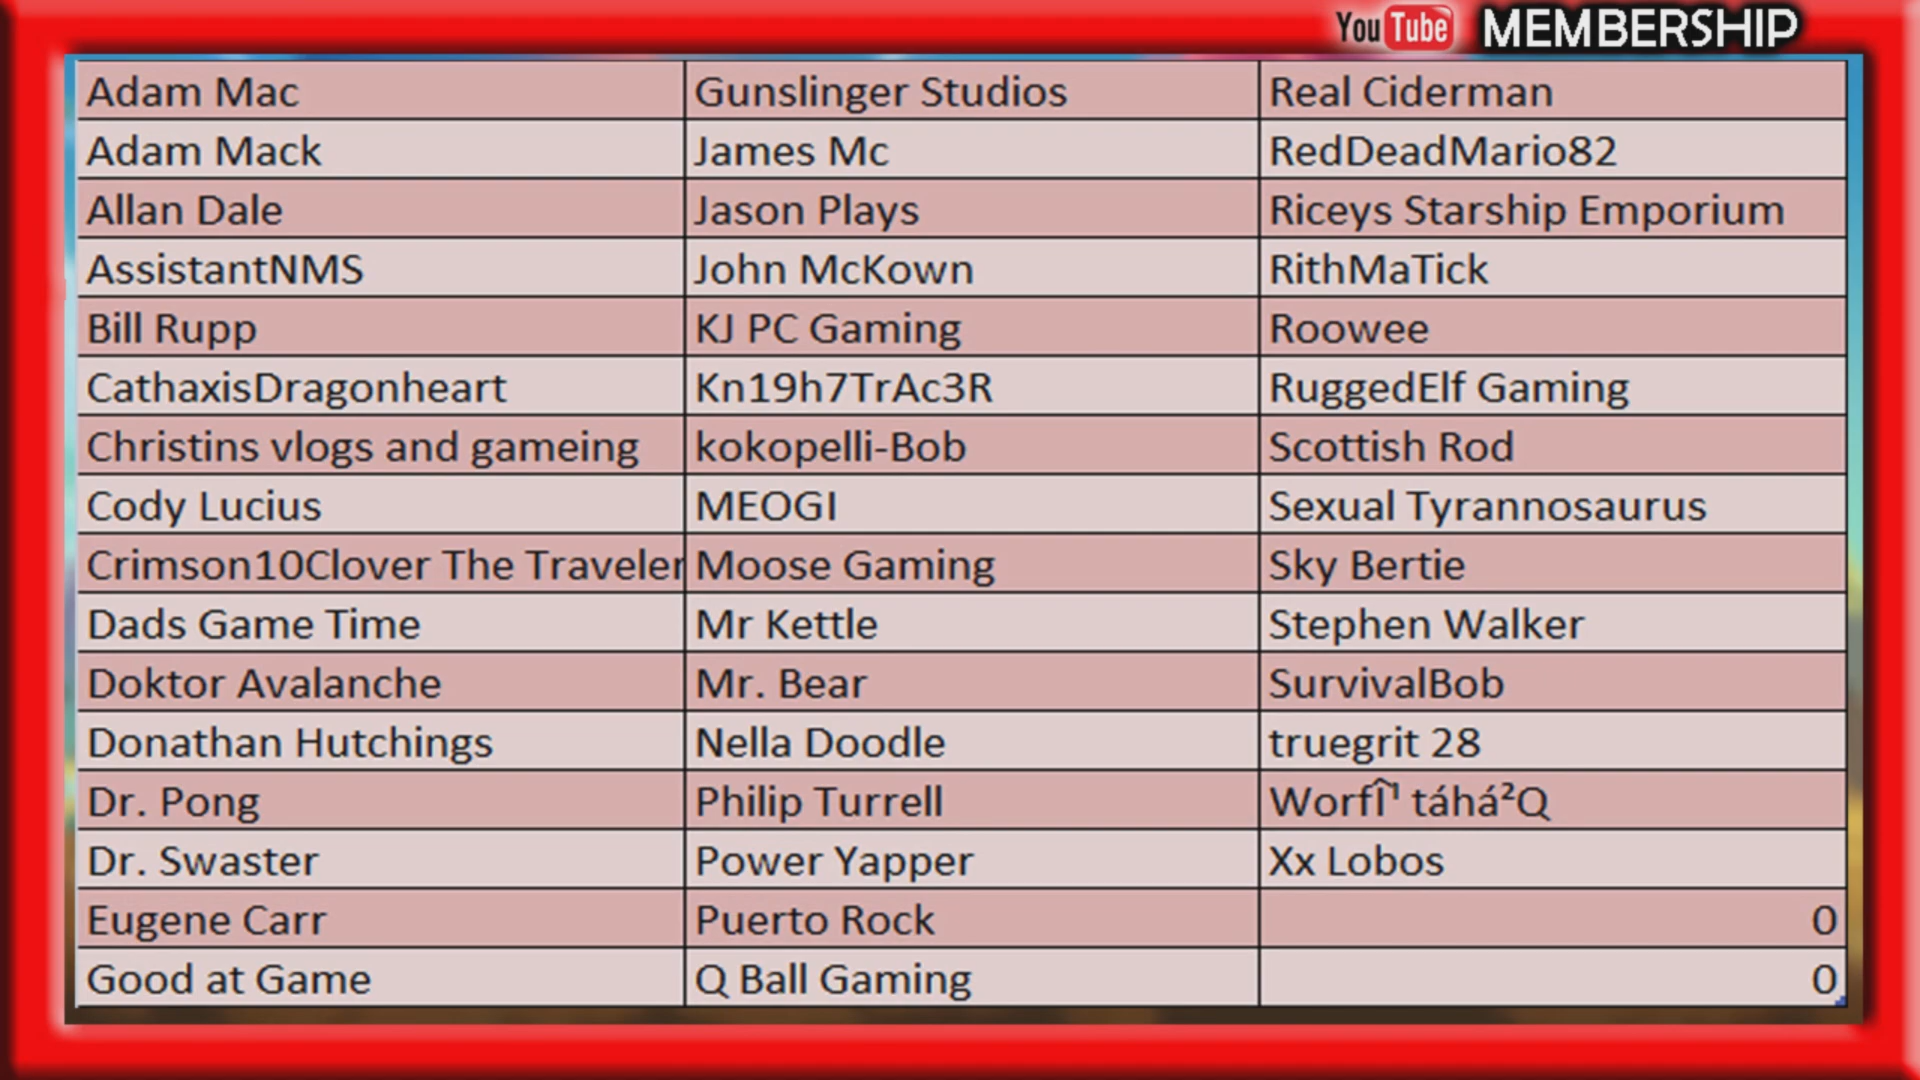 YouTube MEMBERSHIP
Adam Mac Gunslinger Studios Real Ciderman
Adam Mack James Mc RedDeadMario82
Allan Dale Jason Plays Riceys Starship Emporium
AssistantNMS John McKown RithMaTick
Bill Rupp KJ PC Gaming Roowee
CathaxisDragonheart Kn19h7TrAc3R RuggedElf Gaming
Christins vlogs and gameing kokopelli-Bob Scottish Rod
Cody Lucius MEOGI Sexual Tyrannosaurus
Crimson10Clover The Traveler Moose Gaming Sky Bertie
Dads Game Time Mr Kettle Stephen Walker
Doktor Avalanche Mr. Bear SurvivalBob
Donathan Hutchings Nella Doodle truegrit 28
Dr. Pong Philip Turrell WorfÎ¹ táhá²Q
Dr. Swaster Power Yapper Xx Lobos
Eugene Carr Puerto Rock 0
Good at Game Q Ball Gaming 0